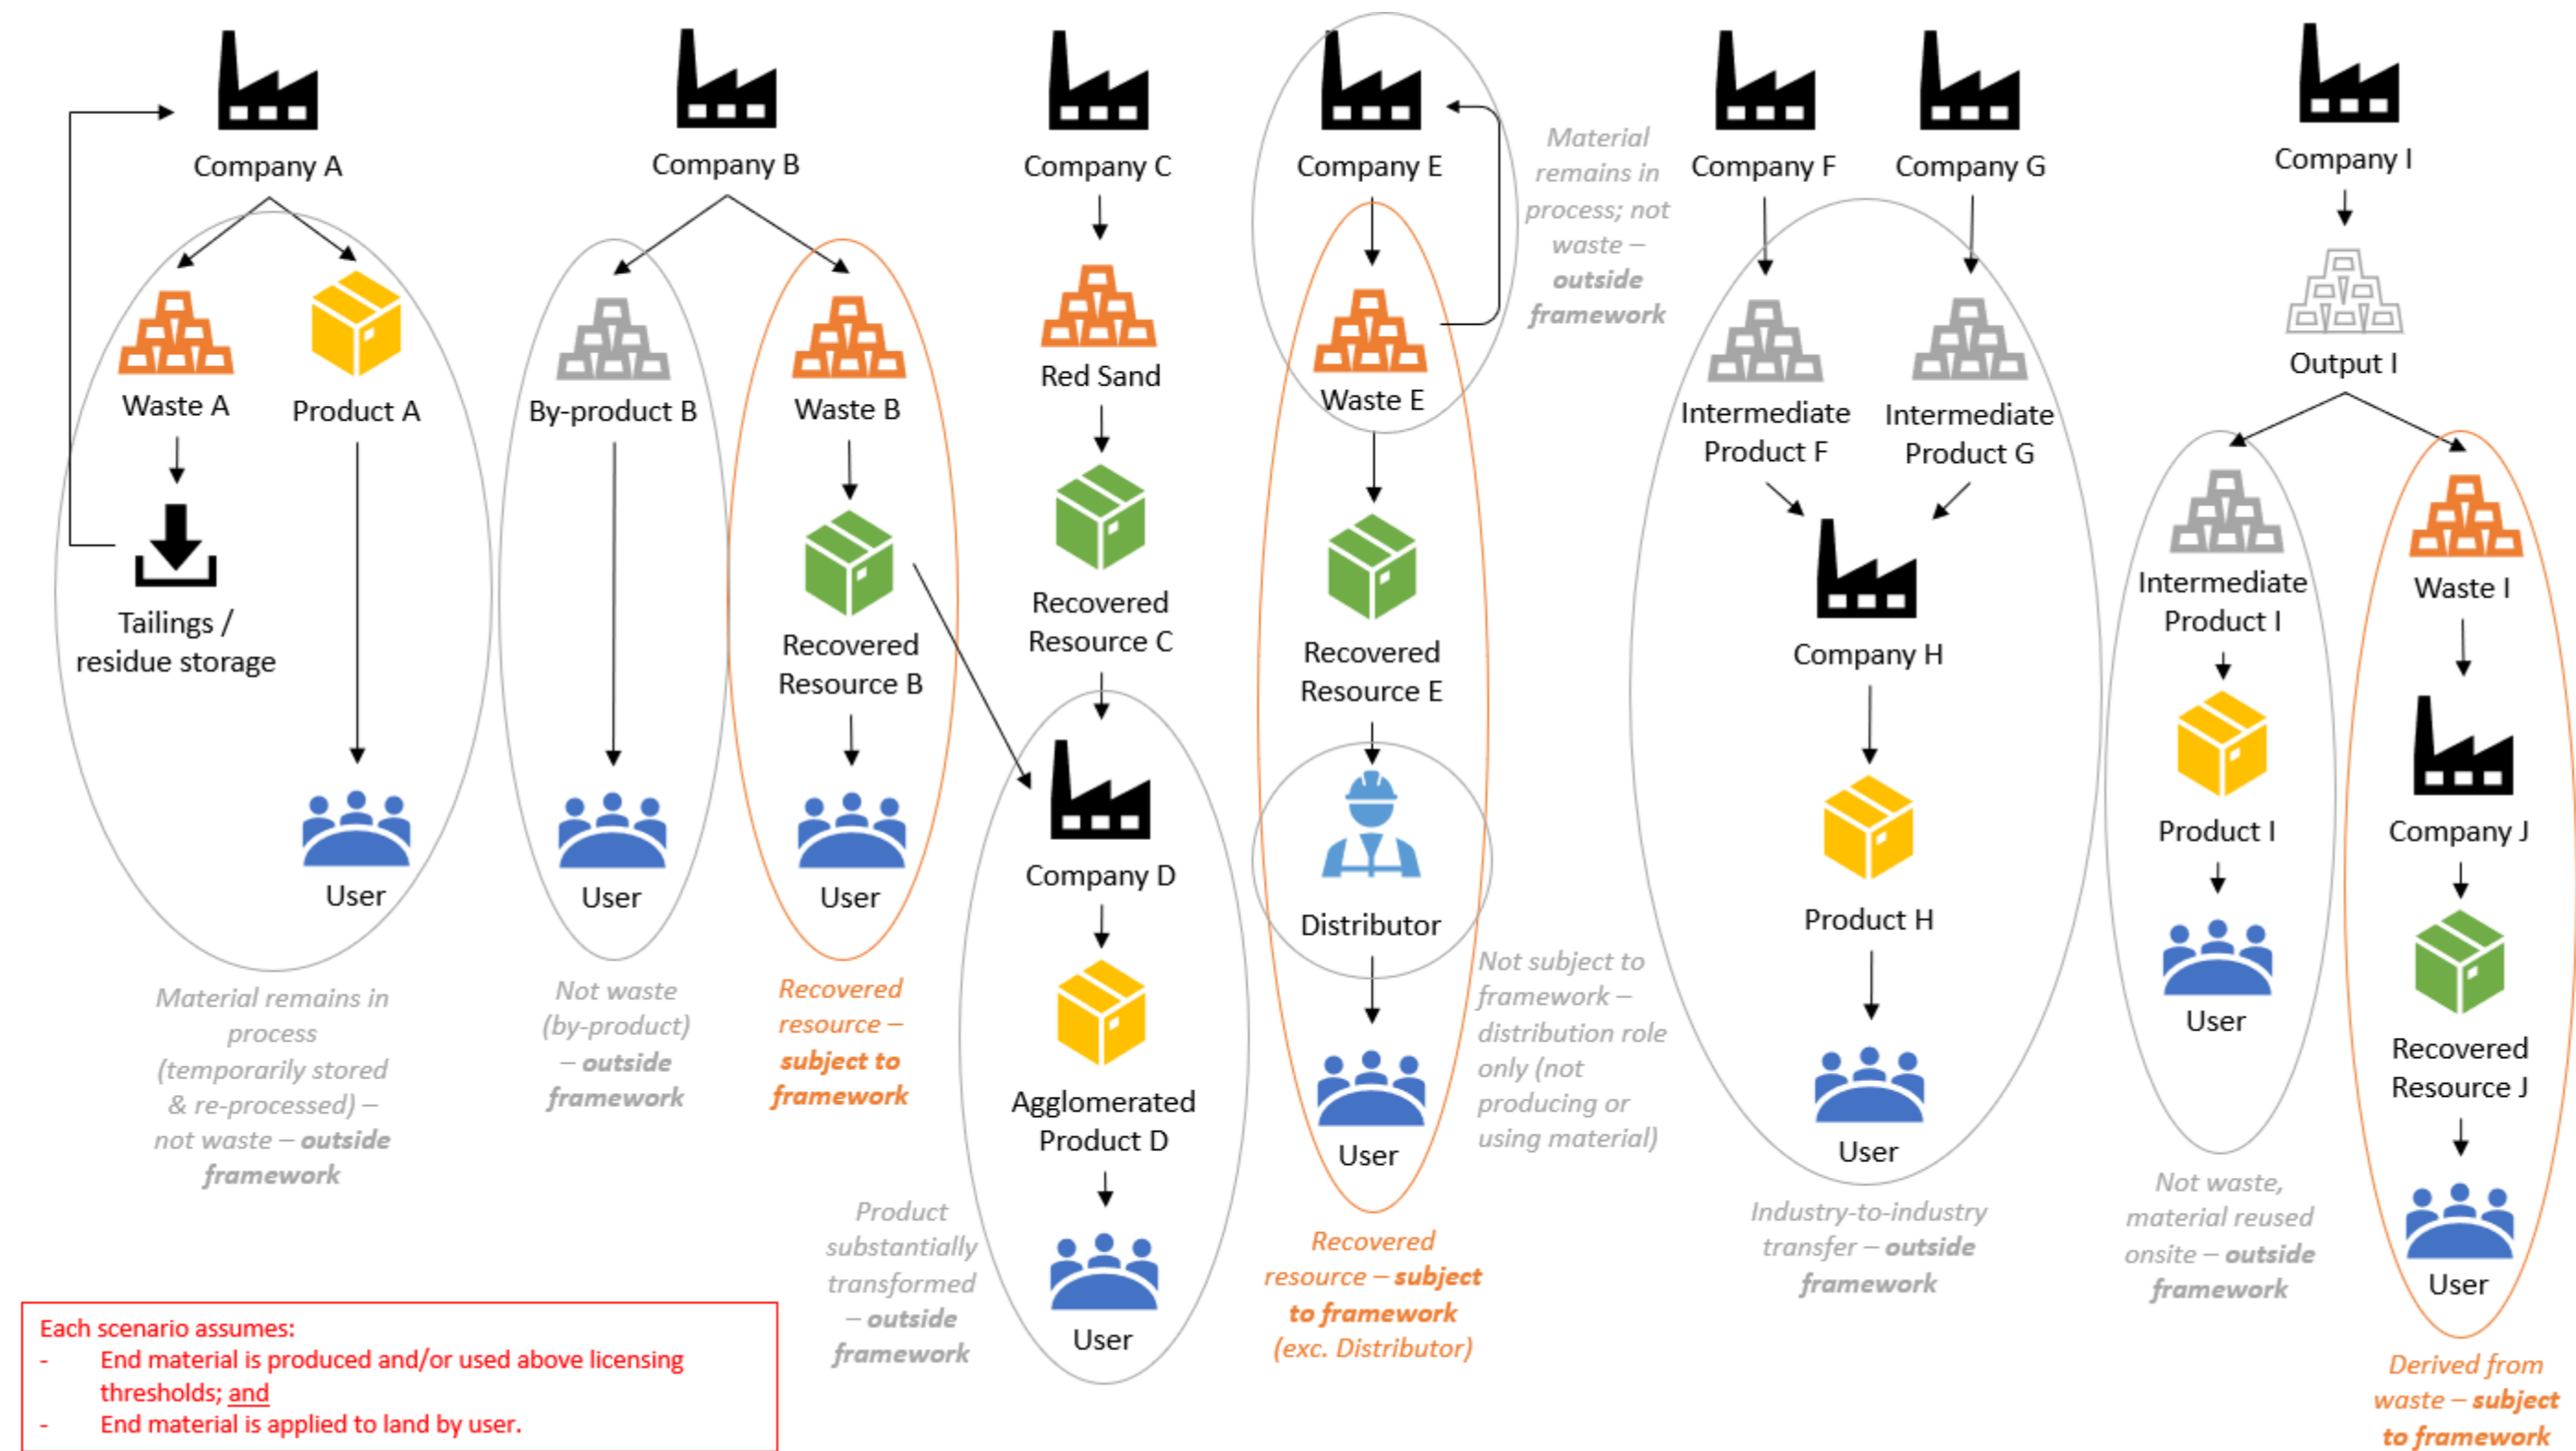 Company A
Waste A
Product A
Tailings /
residue storage
User
Material remains in
process
(temporarily stored
& re-processed) –
not waste – outside
framework
Company B
By-product B
Waste B
Recovered
Resource B
User
User
Not waste
(by-product)
– outside
framework
Recovered
resource –
subject to
framework
Company C
Red Sand
Recovered
Resource C
Company D
Agglomerated
Product D
User
Product
substantially
transformed
– outside
framework
Company E
Waste E
Recovered
Resource E
Distributor
User
Material
remains in
process; not
waste –
outside
framework
Not subject to
framework –
distribution role
only (not
producing or
using material)
Recovered
resource – subject
to framework
(exc. Distributor)
Company F
Company G
Intermediate
Product F
Intermediate
Product G
Company H
Product H
User
Industry-to-industry
transfer – outside
framework
Company I
Output I
Intermediate
Product I
Product I
User
Not waste,
material reused
onsite – outside
framework
Waste I
Company J
Recovered
Resource J
User
Derived from
waste – subject
to framework
Each scenario assumes:
- End material is produced and/or used above licensing
thresholds; and
- End material is applied to land by user.